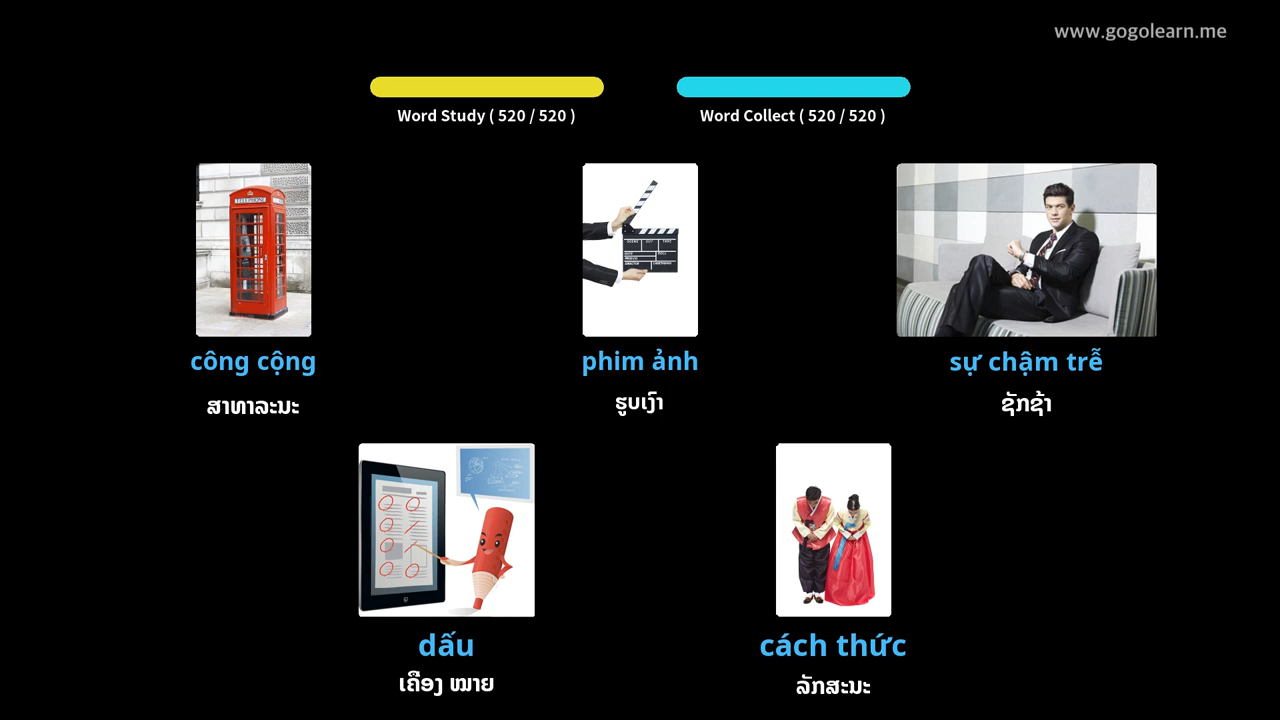 www.gogolearn.me
Word Study ( 520 / 520 )
Word Collect ( 520 / 520 )
TELEPHONE
công cộng
ສາທາລະນະ
phim ảnh
ຮູບເງົາ
sự chậm trễ
ຊັກຊ້າ
dấu
ເຄືອງ ໝາຍ
cách thức
ລັກສະນະ